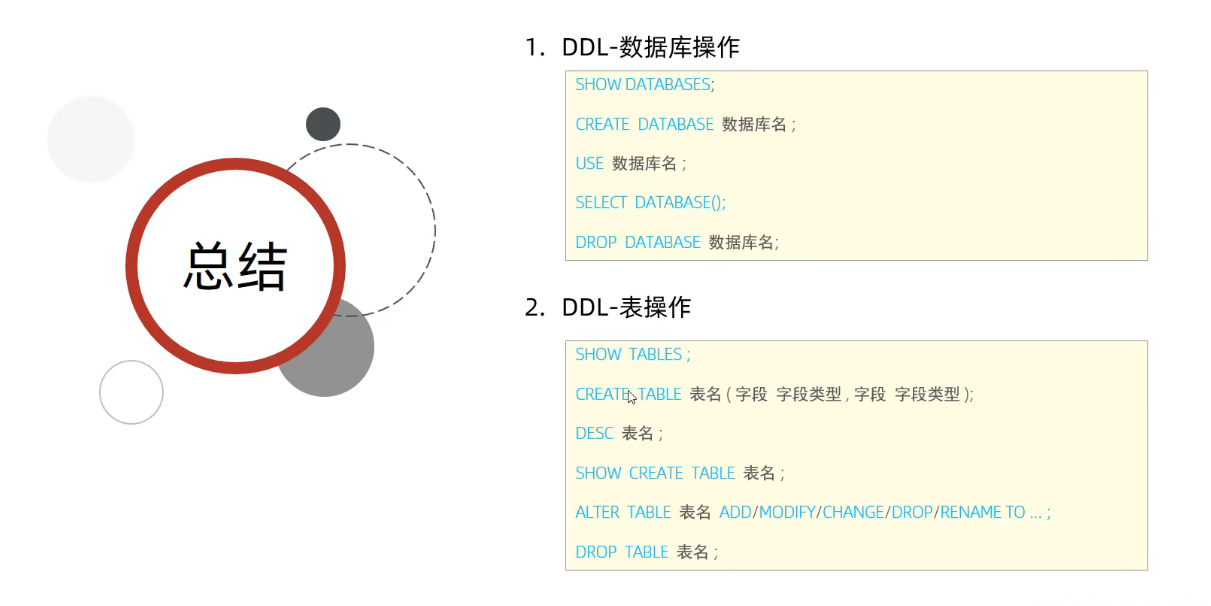 总结
1. DDL-数据库操作
SHOW DATABASES;
CREATE DATABASE 数据库名 ;
USE 数据库名 ;
SELECT DATABASE();
DROP DATABASE 数据库名;
2. DDL-表操作
SHOW TABLES ;
CREATE TABLE 表名 ( 字段 字段类型 , 字段 字段类型 );
DESC 表名 ;
SHOW CREATE TABLE 表名 ;
ALTER TABLE 表名 ADD/MODIFY/CHANGE/DROP/RENAME TO ... ;
DROP TABLE 表名 ;